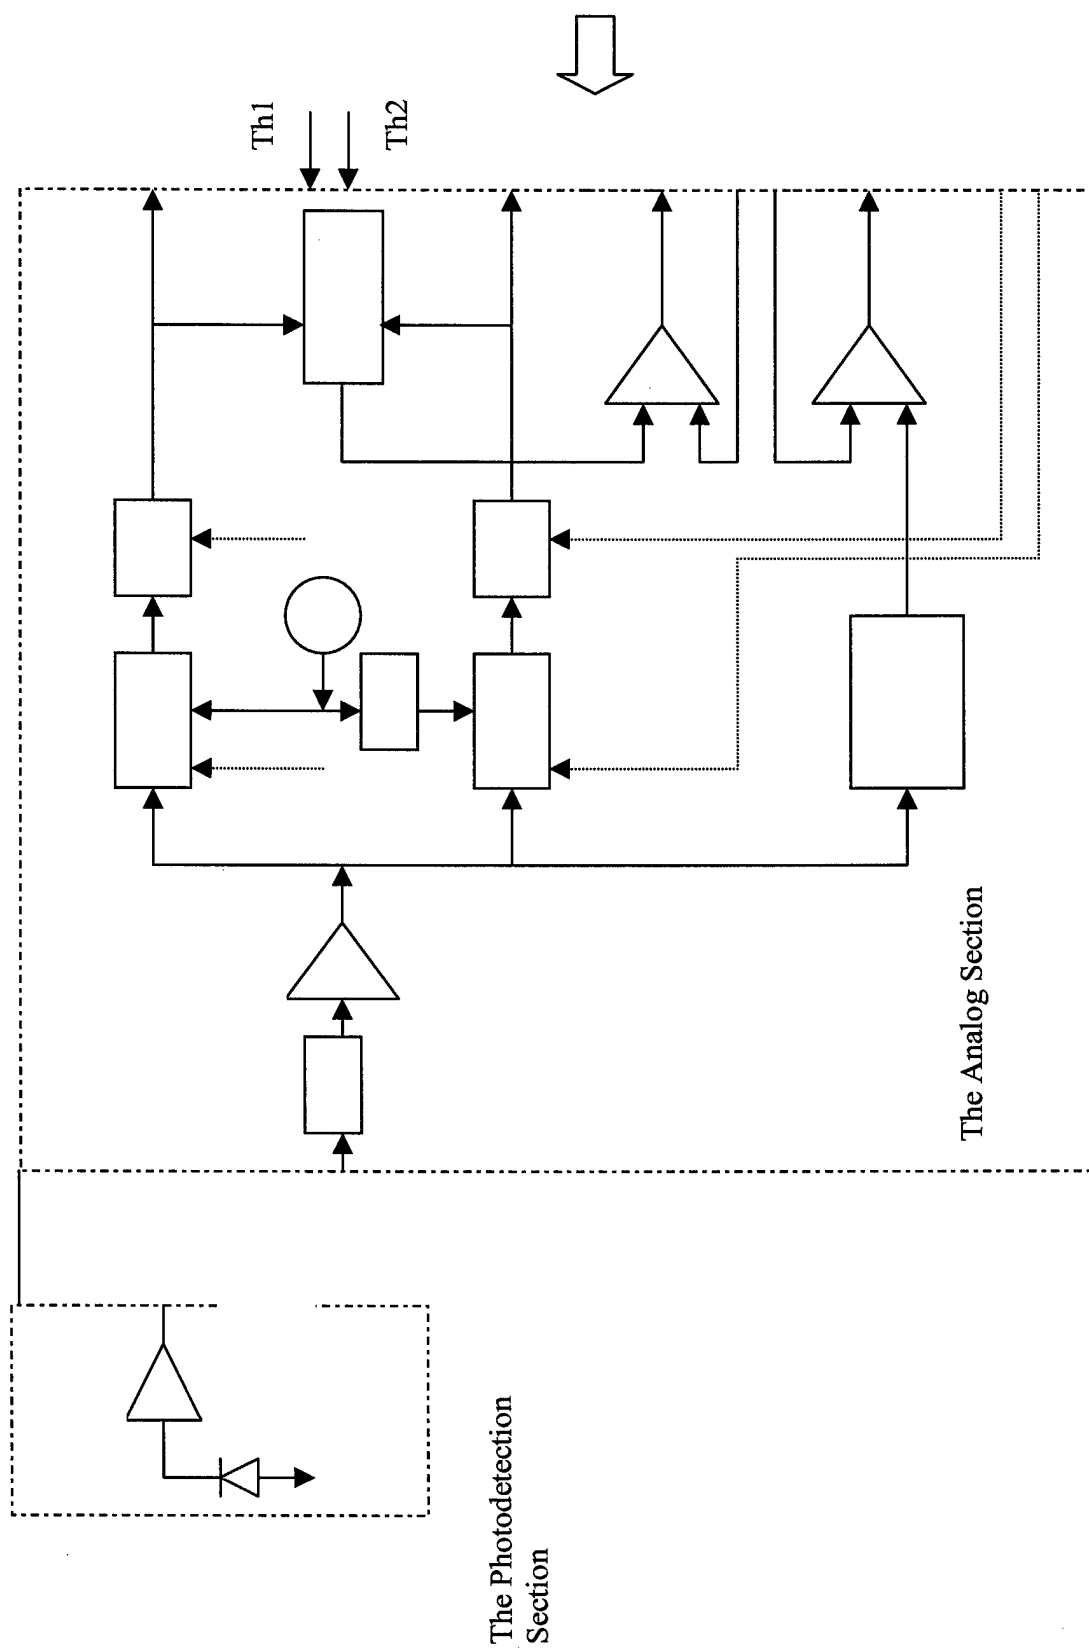 Th1
Th2
The Analog Section
The Photodetection
Section